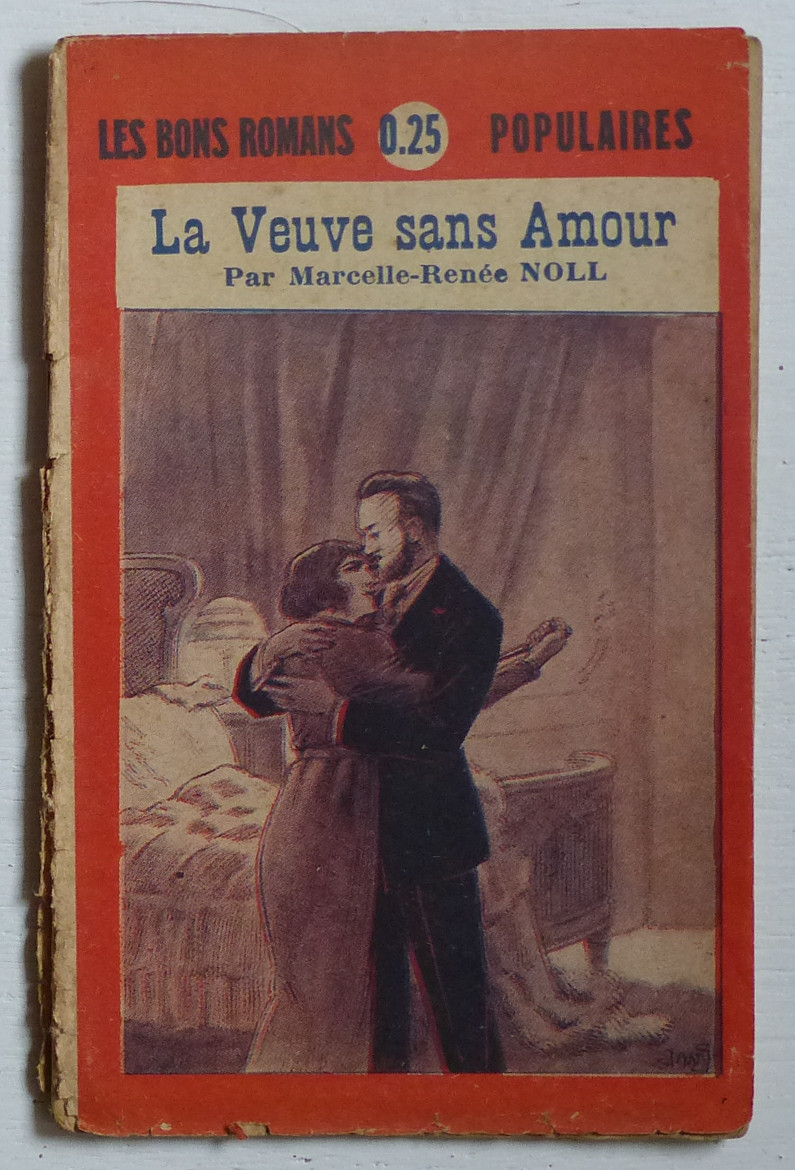 LES BONS ROMANS 0.25 POPULAIRES
La Veuve sans Amour
Par Marcelle-Renée NOLL